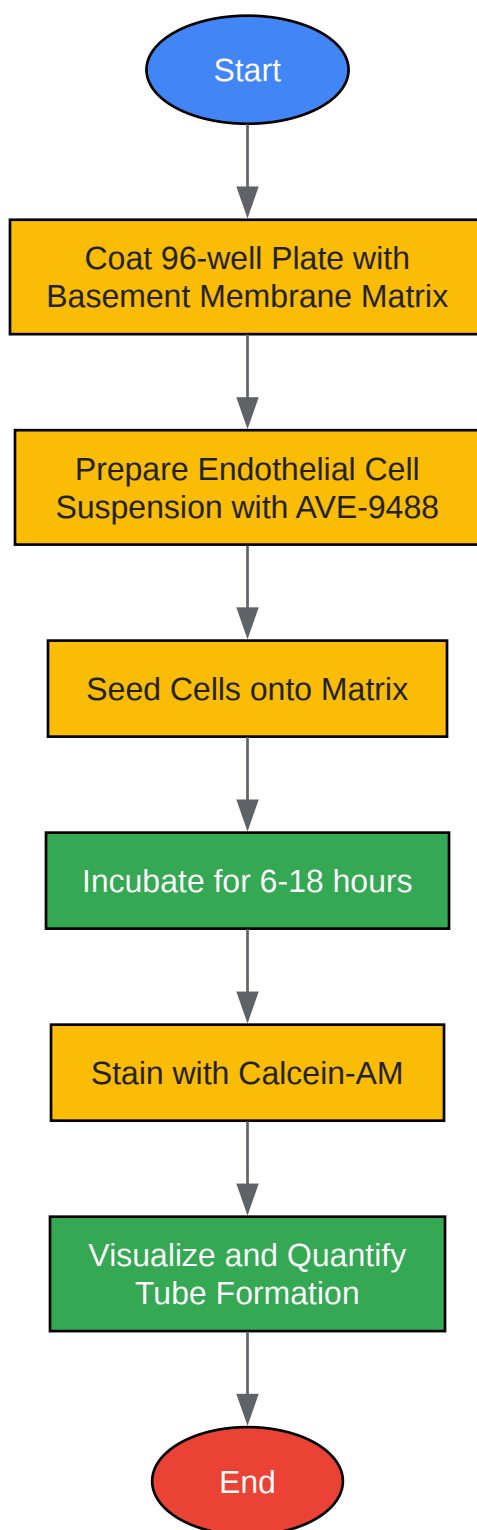 Start
Coat 96-well Plate with
Basement Membrane Matrix
Prepare Endothelial Cell
Suspension with AVE-9488
Seed Cells onto Matrix
Incubate for 6-18 hours
Stain with Calcein-AM
Visualize and Quantify
Tube Formation
End